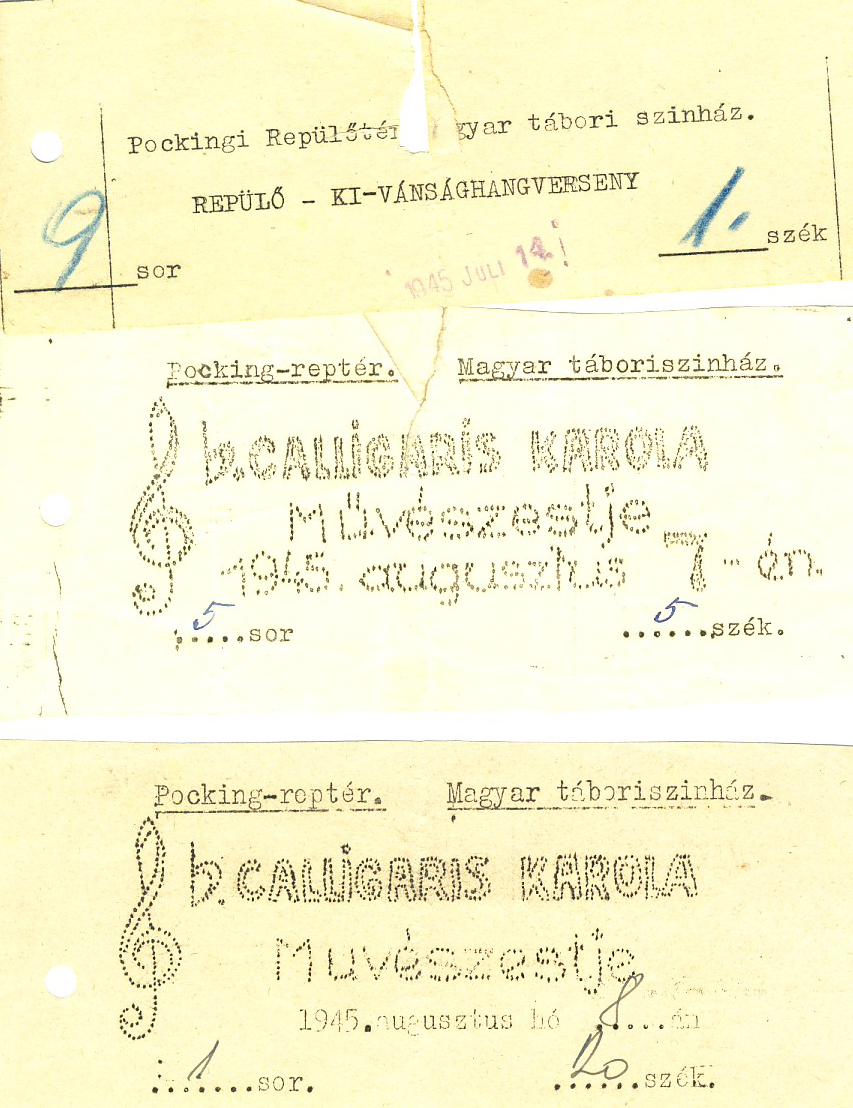 Pockingi Repülőtér gyar tábori szinház.
REPÜLŐ - KI-VÁNSÁGHANGVERSENY
9 sor 1. szék
1945 JULI 14.!
Pocking-reptér. Magyar táboriszinház.
b. CALLIGARIS KAROLA
Művészestje
1945. augusztus 7-én.
5 sor 5 szék.
Pocking-reptér. Magyar táboriszinház.
b. CALLIGARIS KAROLA
Muvészestje
1945. augusztus hó 8 án
1 sor. 20 szék.